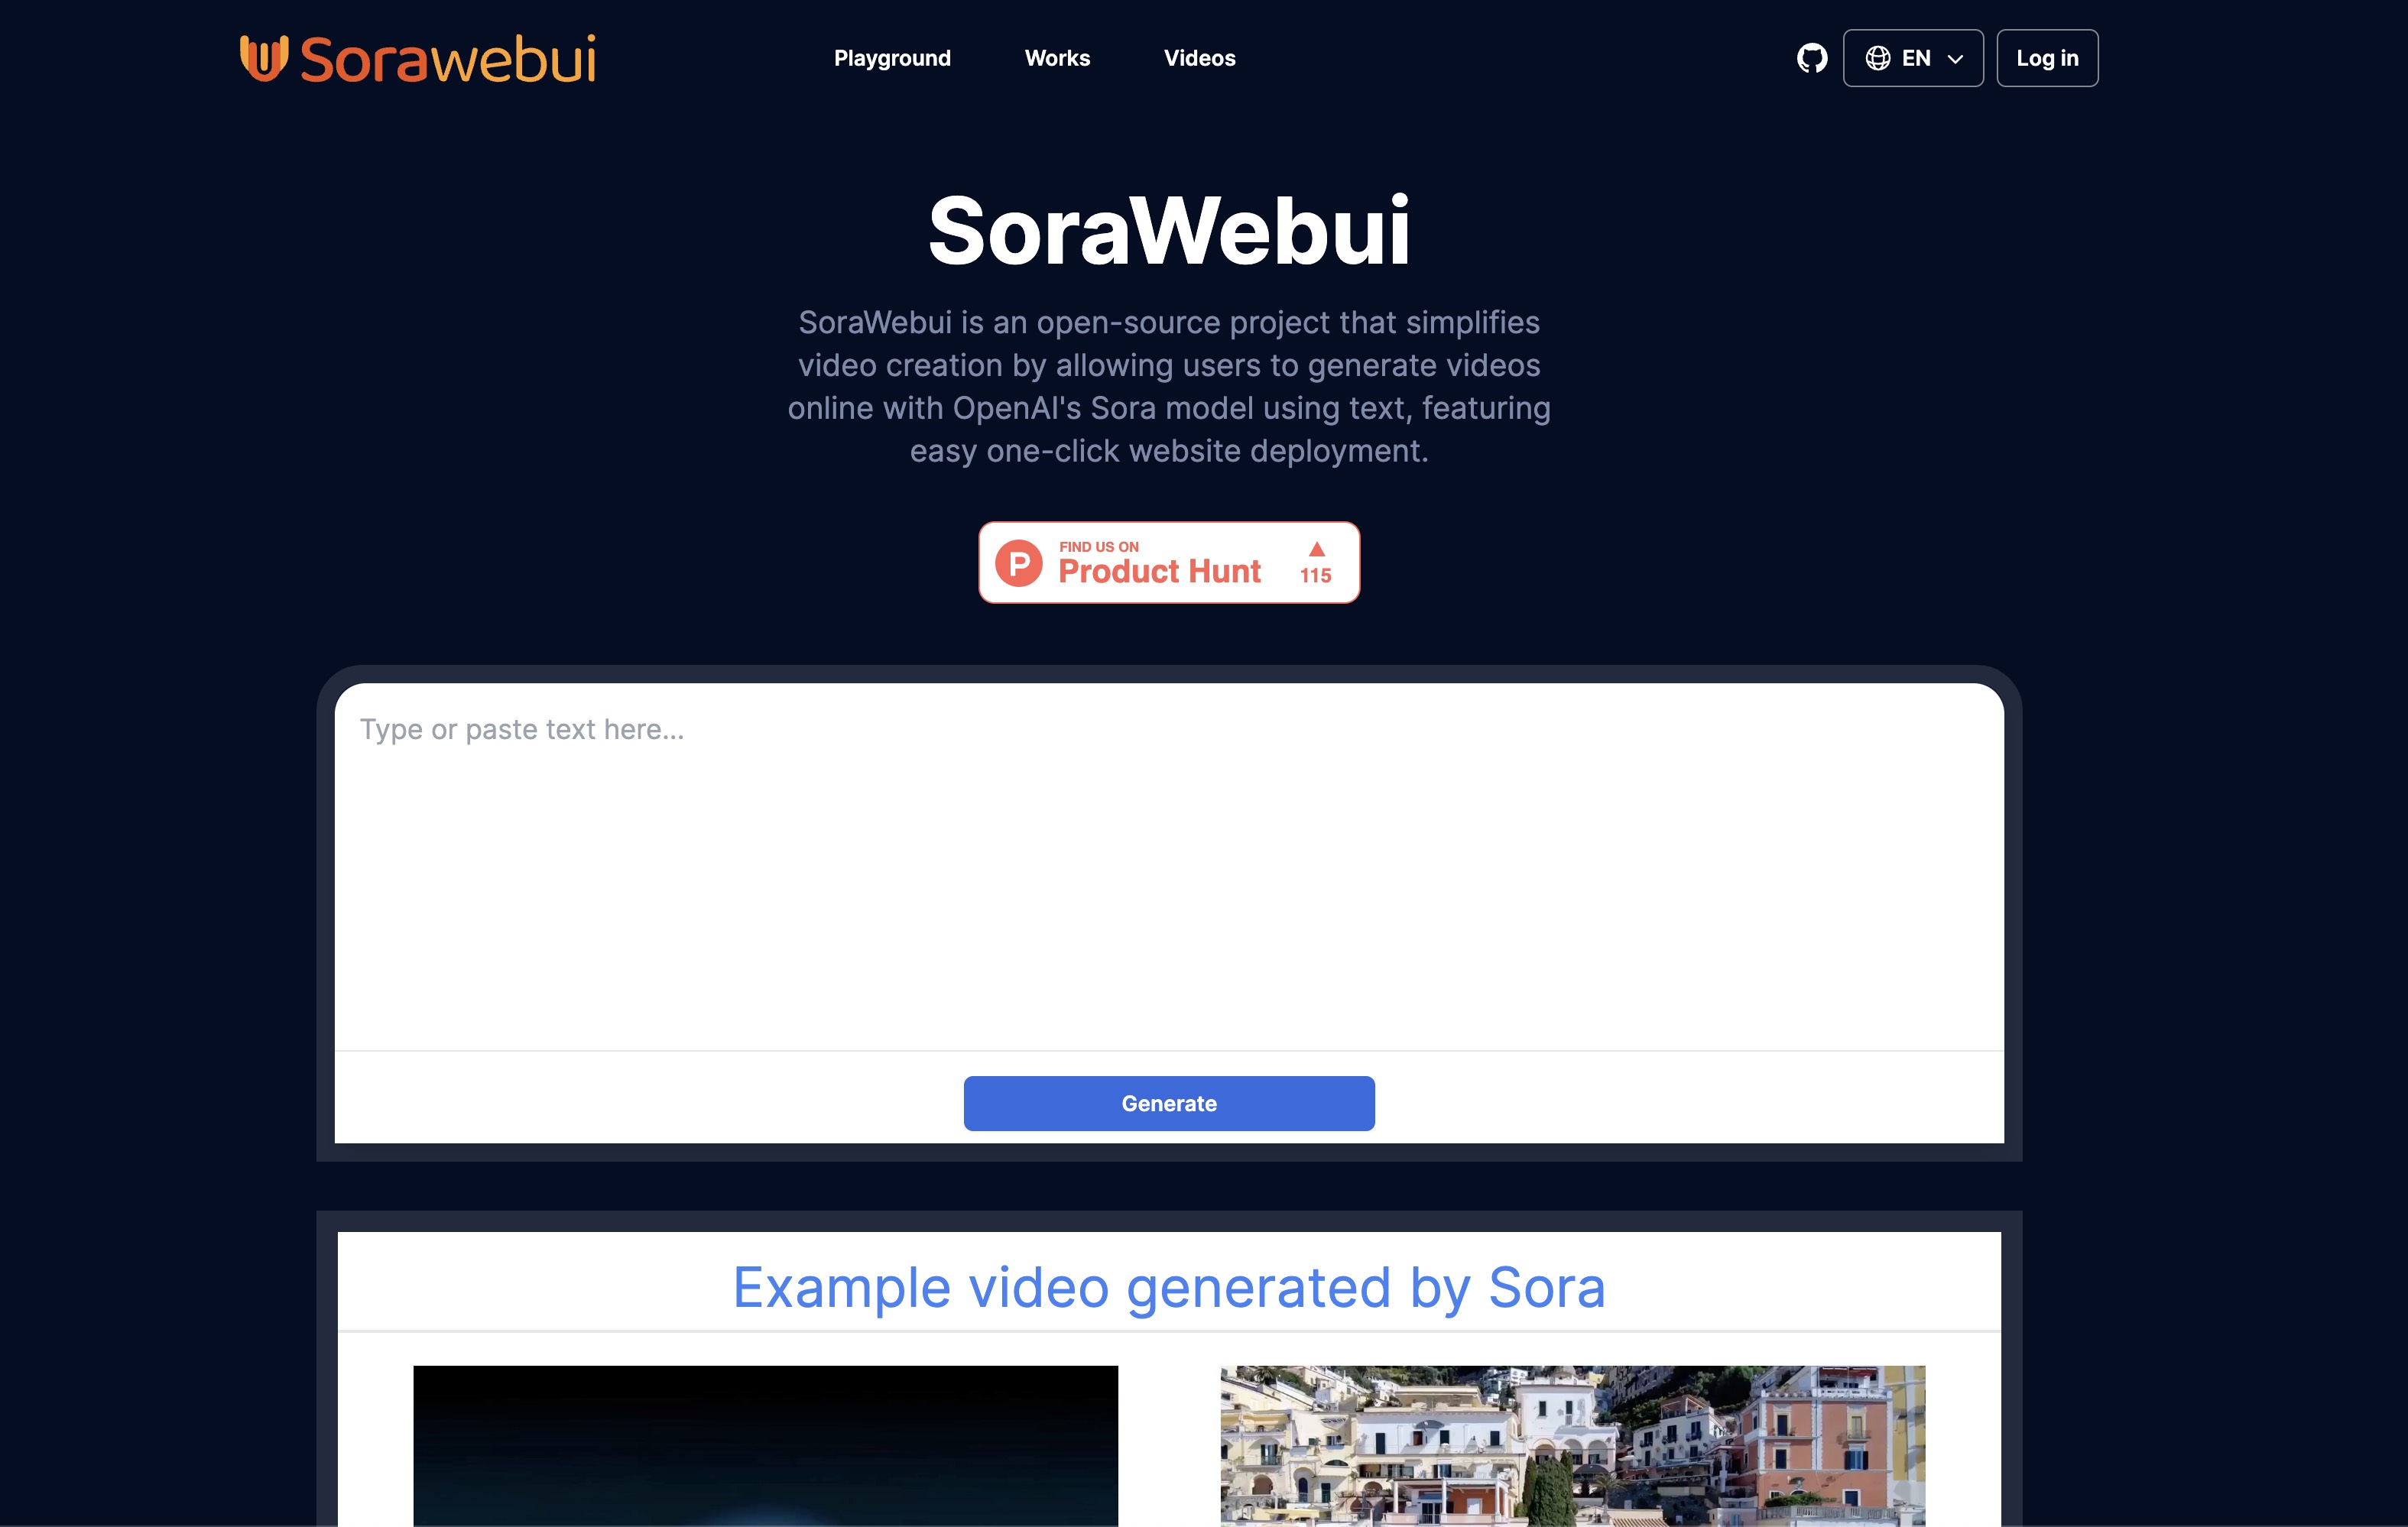 Sorawebui
Playground
Works
Videos
EN
Log in
SoraWebui
SoraWebui is an open-source project that simplifies
video creation by allowing users to generate videos
online with OpenAI's Sora model using text, featuring
easy one-click website deployment.
P
FIND US ON
Product Hunt
115
Type or paste text here...
Generate
Example video generated by Sora